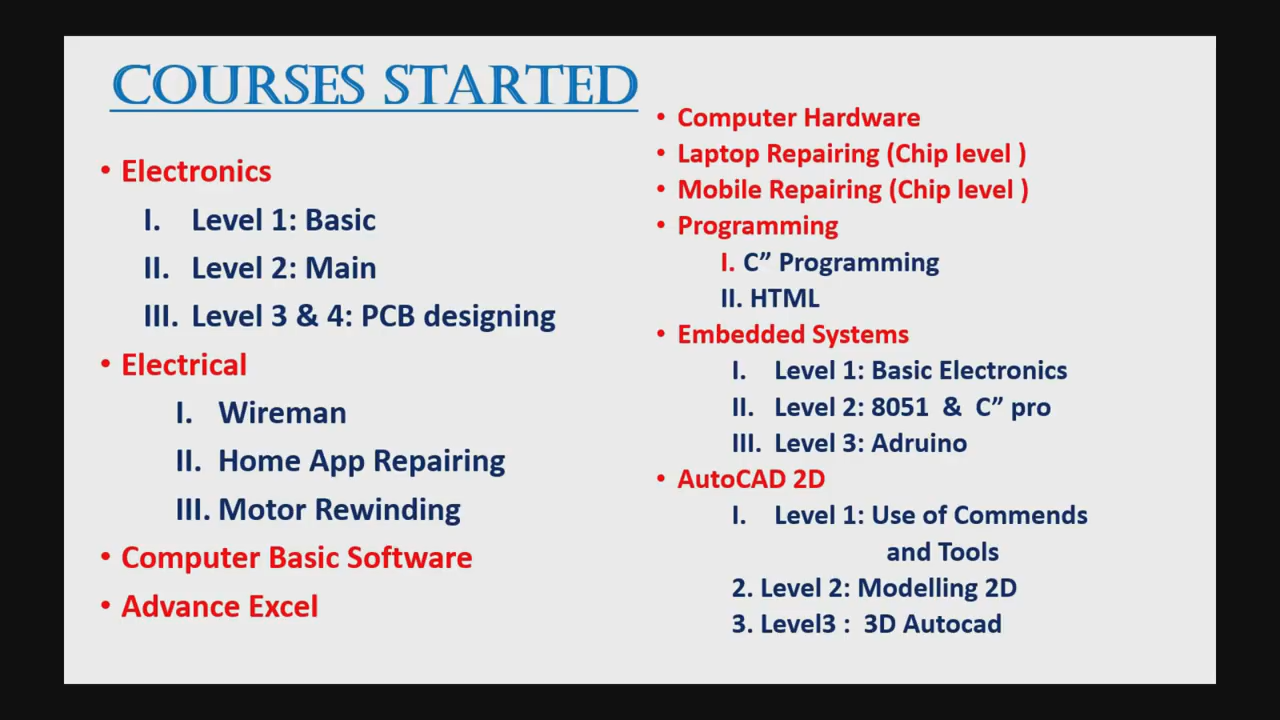 COURSES STARTED
• Electronics
I. Level 1: Basic
II. Level 2: Main
III. Level 3 & 4: PCB designing
• Electrical
I. Wireman
II. Home App Repairing
III. Motor Rewinding
• Computer Basic Software
• Advance Excel
• Computer Hardware
• Laptop Repairing (Chip level )
• Mobile Repairing (Chip level )
• Programming
I. C” Programming
II. HTML
• Embedded Systems
I. Level 1: Basic Electronics
II. Level 2: 8051 & C” pro
III. Level 3: Adruino
• AutoCAD 2D
I. Level 1: Use of Commends
and Tools
2. Level 2: Modelling 2D
3. Level3 : 3D Autocad